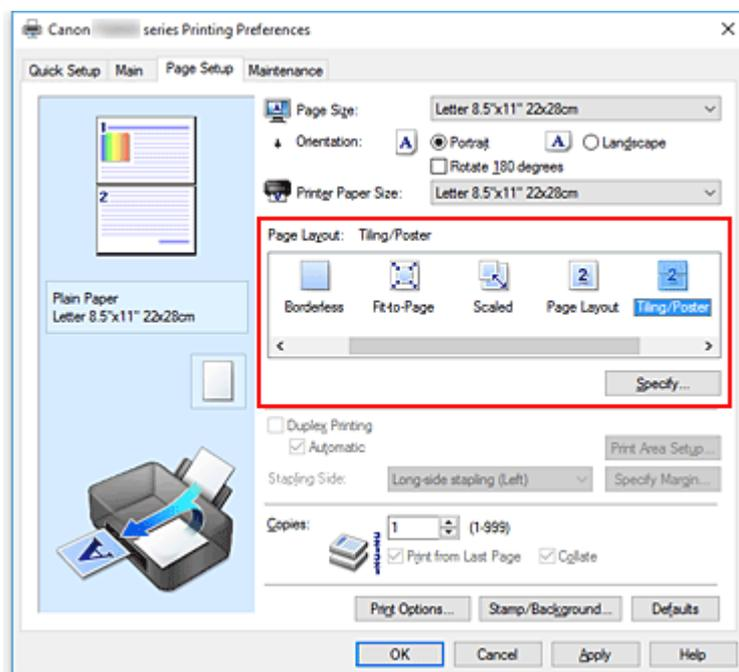 Canon series Printing Preferences
Quick Setup Main Page Setup Maintenance
1
2
Plain Paper
Letter 8.5"x11" 22x28cm
Page Size: Letter 8.5"x11" 22x28cm
Orientation: A Portrait A Landscape
Rotate 180 degrees
Printer Paper Size: Letter 8.5"x11" 22x28cm
Page Layout: Tiling/Poster
2 2
Borderless Fit-to-Page Scaled Page Layout Tiling/Poster
Specify...
Duplex Printing
Automatic Print Area Setup...
Stapling Side: Long-side stapling (Left) Specify Margin...
Copies: 1 (1-999)
Print from Last Page Collate
A
Print Options... Stamp/Background... Defaults
OK Cancel Apply Help